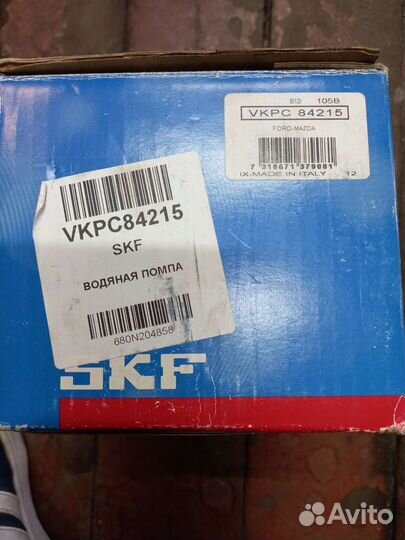 (612) 105B
VKPC 84215
FORD-MAZDA
7 316571 379081
IX-MADE IN ITALY 12
VKPC84215
SKF
ВОДЯНАЯ ПОМПА
680N204858
SKF
Avito